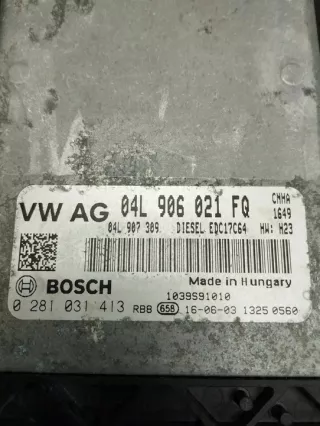 VW AG 04L 906 021 FQ CNHA
1649
04L 907 309 DIESEL EDC17C64 HW: H23
Made in Hungary
BOSCH 1039S91010
0 281 031 413 RBB 658 16-06-03 1325 0560